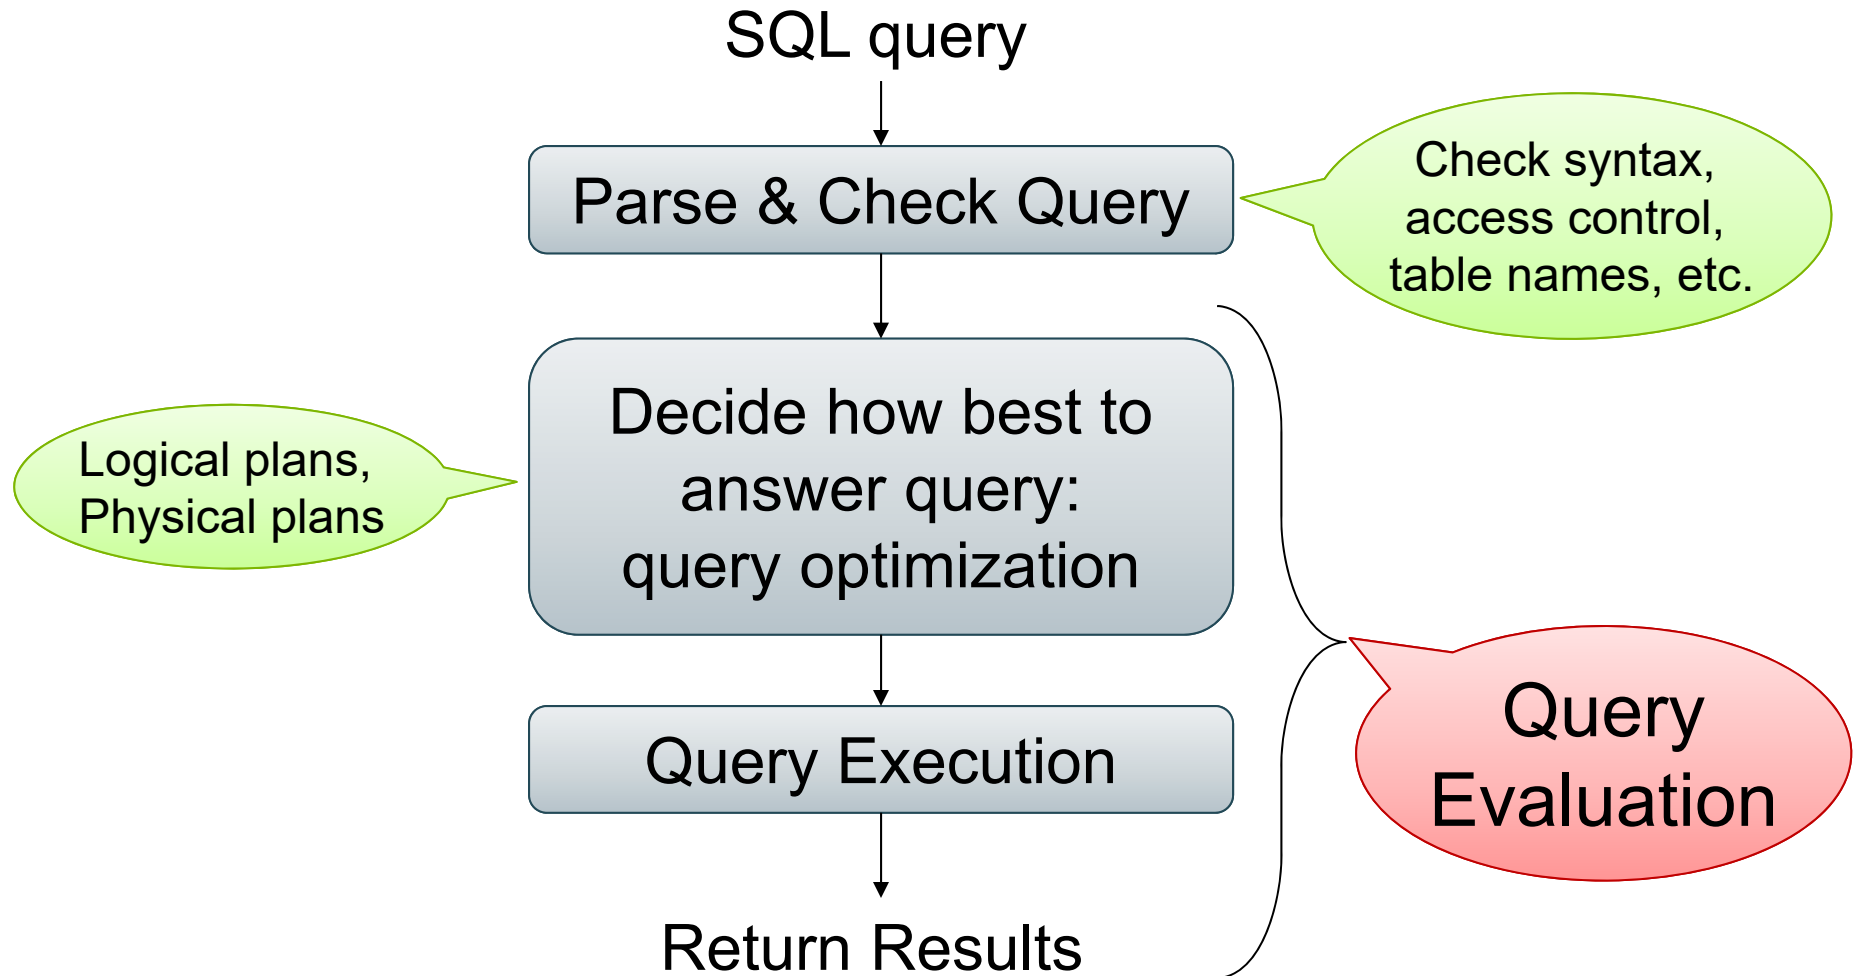 SQL query
Parse & Check Query
Check syntax,
access control,
table names, etc.
Decide how best to
answer query:
query optimization
Logical plans,
Physical plans
Query Execution
Query
Evaluation
Return Results